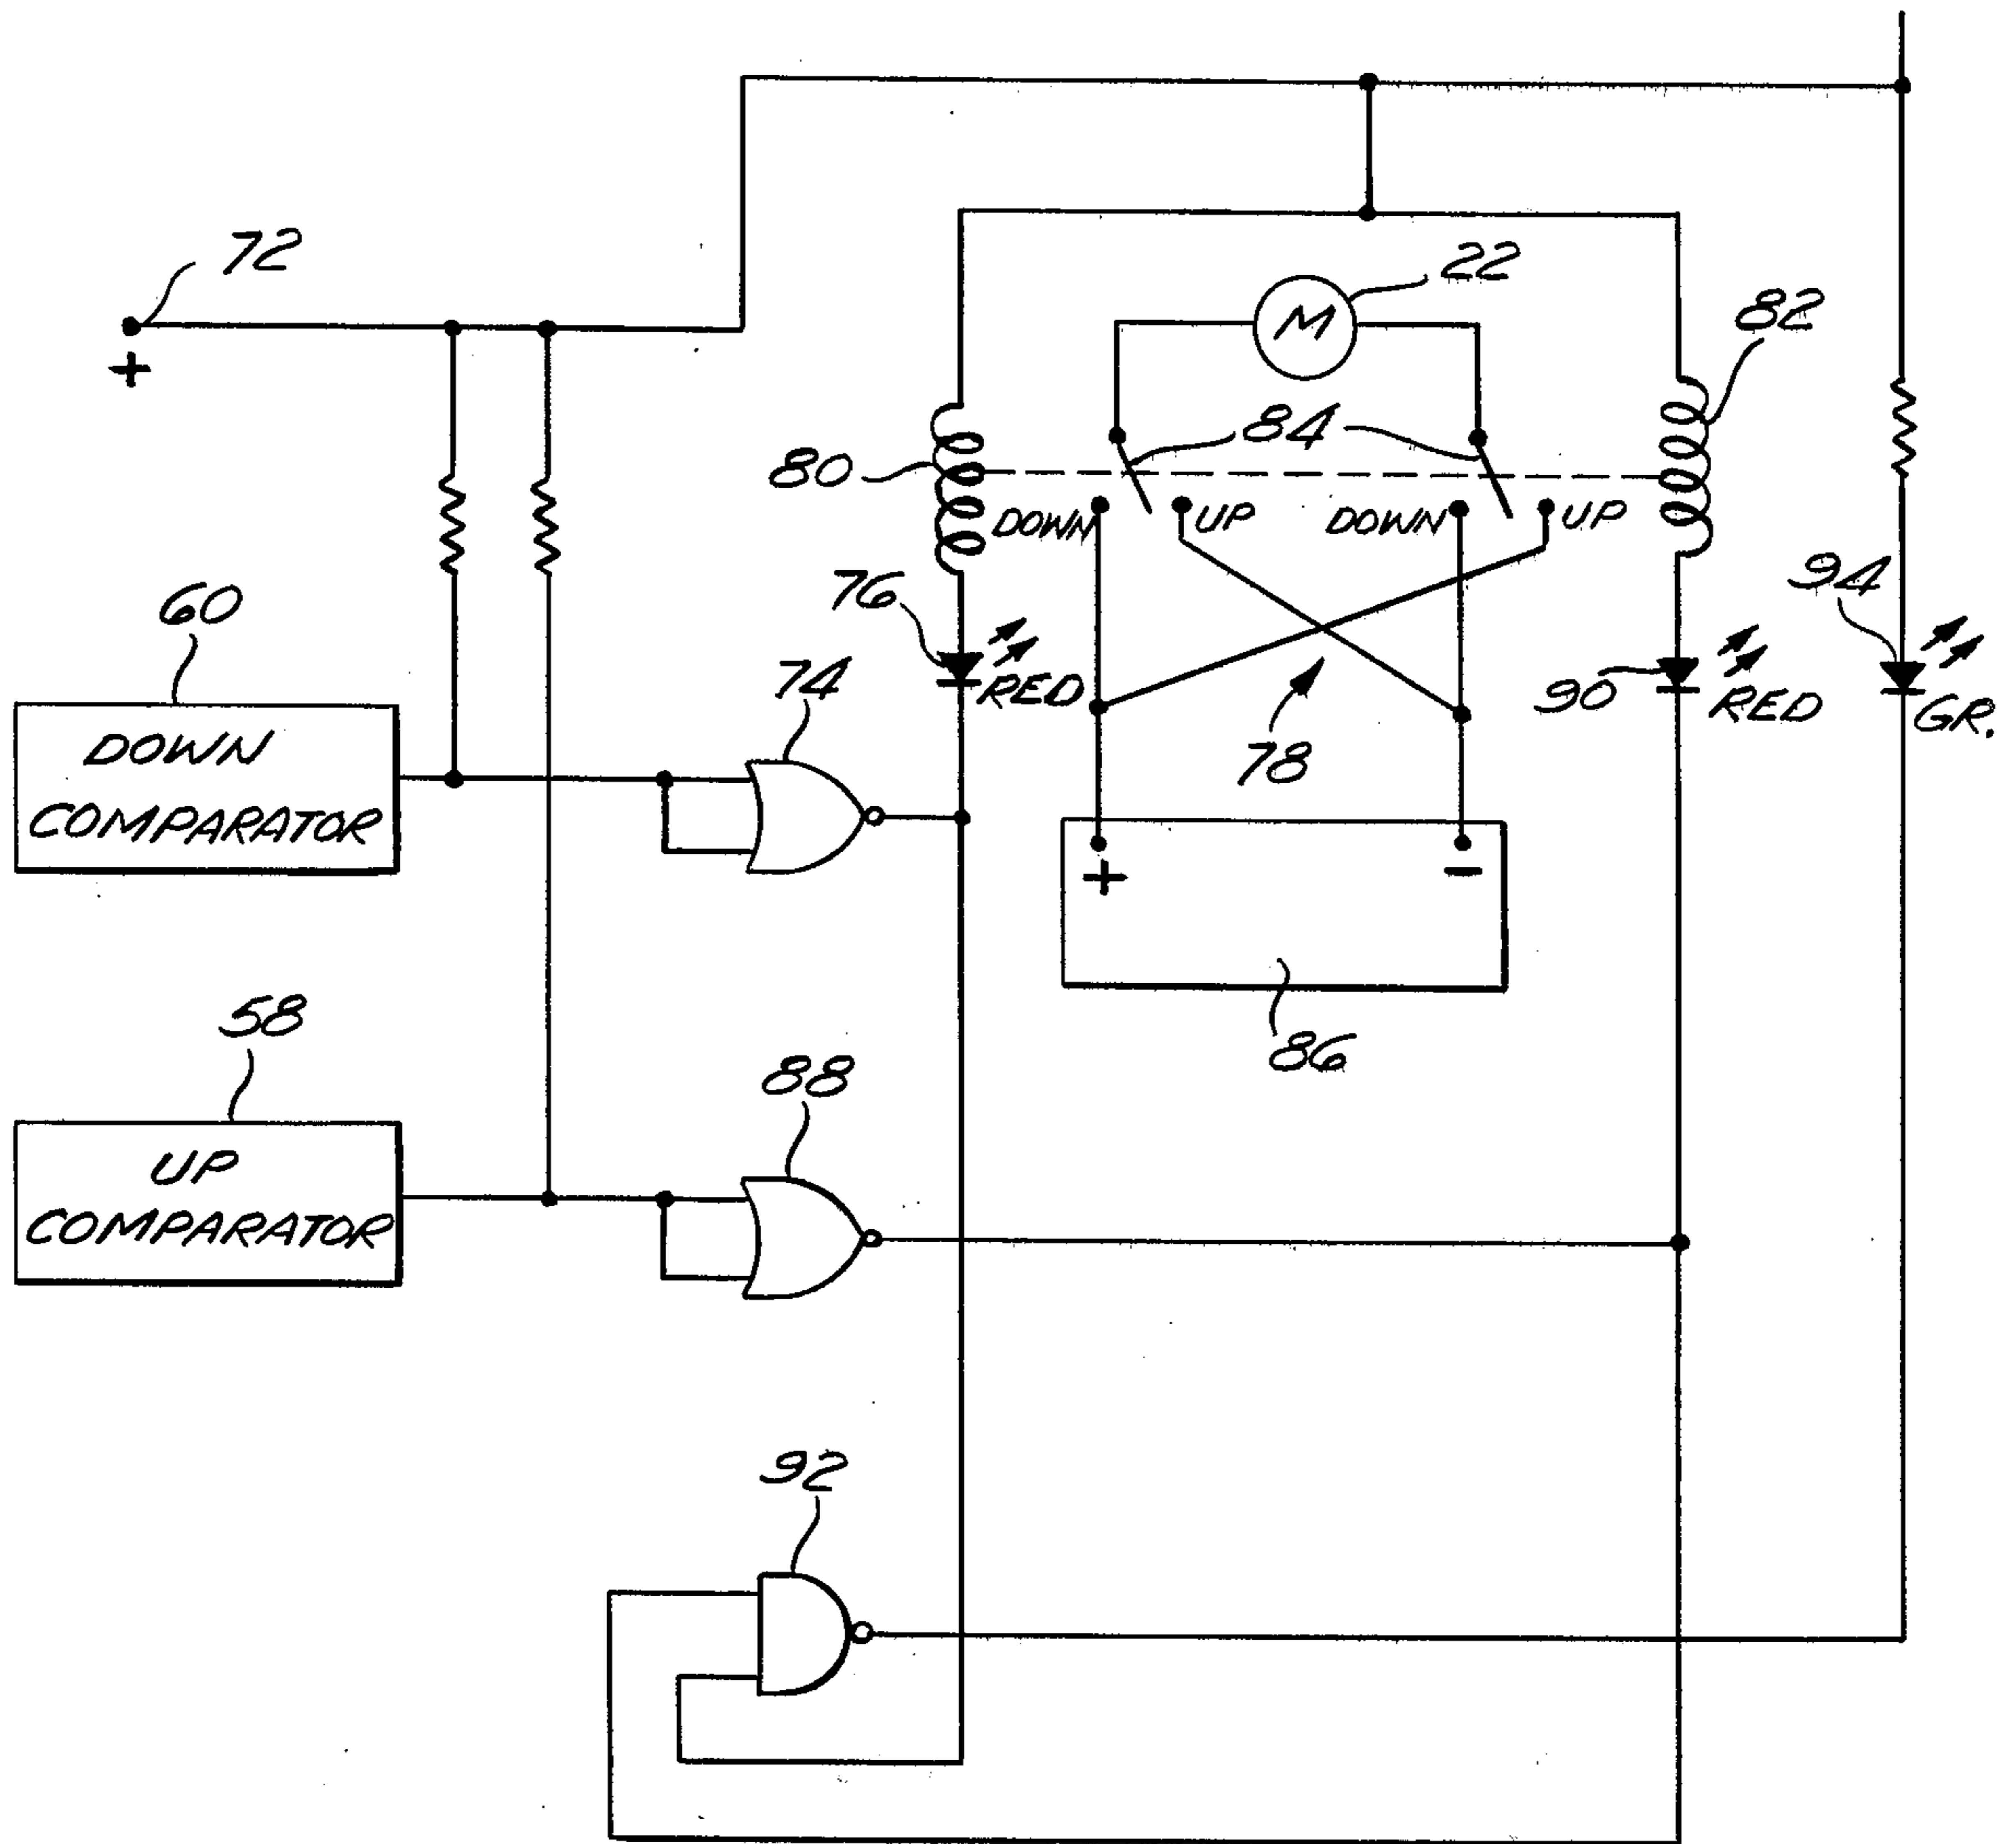 72
+
22
M
82
84
80
DOWN
UP
DOWN
UP
76
RED
94
60
74
90
RED
GR.
78
DOWN
COMPARATOR
+
-
86
58
88
UP
COMPARATOR
92